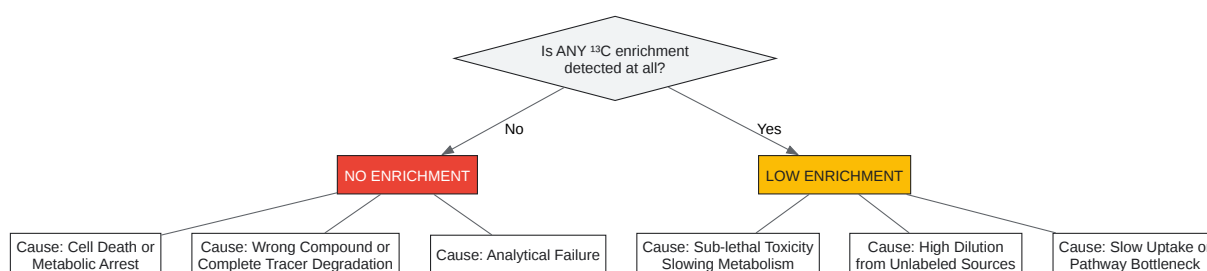 Is ANY ¹³C enrichment
detected at all?
No
Yes
NO ENRICHMENT
LOW ENRICHMENT
Cause: Cell Death or
Metabolic Arrest
Cause: Wrong Compound or
Complete Tracer Degradation
Cause: Analytical Failure
Cause: Sub-lethal Toxicity
Slowing Metabolism
Cause: High Dilution
from Unlabeled Sources
Cause: Slow Uptake or
Pathway Bottleneck